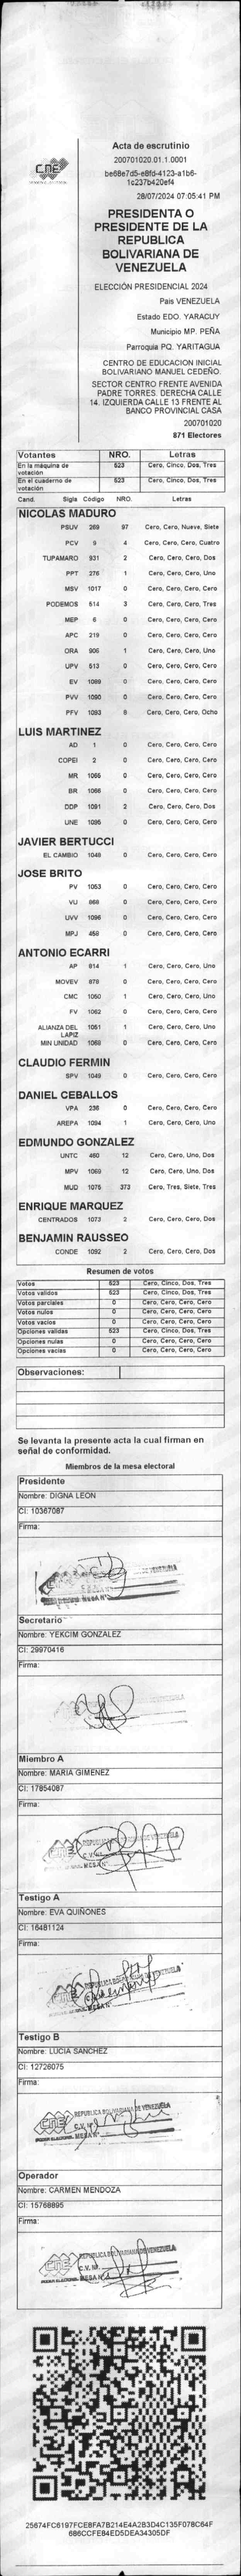 CNE
PODER ELECTORAL
Acta de escrutinio
200701020.01.1.0001
be68e7d5-e8fd-4123-a1b6-
1c237b420ef4
28/07/2024 07:05:41 PM
PRESIDENTA O
PRESIDENTE DE LA
REPUBLICA
BOLIVARIANA DE
VENEZUELA
ELECCIÓN PRESIDENCIAL 2024
Pais VENEZUELA
Estado EDO. YARACUY
Municipio MP. PEÑA
Parroquia PQ. YARITAGUA
CENTRO DE EDUCACION INICIAL
BOLIVARIANO MANUEL CEDEÑO.
SECTOR CENTRO FRENTE AVENIDA
PADRE TORRES. DERECHA CALLE
14. IZQUIERDA CALLE 13 FRENTE AL
BANCO PROVINCIAL CASA
200701020
871 Electores
Votantes NRO. Letras
En la máquina de
votación 523 Cero, Cinco, Dos, Tres
En el cuaderno de
votación 523 Cero, Cinco, Dos, Tres
Cand. Sigla Código NRO. Letras
NICOLAS MADURO
PSUV 269 97 Cero, Cero, Nueve, Siete
PCV 9 4 Cero, Cero, Cero, Cuatro
TUPAMARO 931 2 Cero, Cero, Cero, Dos
PPT 276 1 Cero, Cero, Cero, Uno
MSV 1017 0 Cero, Cero, Cero, Cero
PODEMOS 514 3 Cero, Cero, Cero, Tres
MEP 6 0 Cero, Cero, Cero, Cero
APC 219 0 Cero, Cero, Cero, Cero
ORA 906 1 Cero, Cero, Cero, Uno
UPV 513 0 Cero, Cero, Cero, Cero
EV 1089 0 Cero, Cero, Cero, Cero
PVV 1090 0 Cero, Cero, Cero, Cero
PFV 1093 8 Cero, Cero, Cero, Ocho
LUIS MARTINEZ
AD 1 0 Cero, Cero, Cero, Cero
COPEI 2 0 Cero, Cero, Cero, Cero
MR 1065 0 Cero, Cero, Cero, Cero
BR 1066 0 Cero, Cero, Cero, Cero
DDP 1091 2 Cero, Cero, Cero, Dos
UNE 1095 0 Cero, Cero, Cero, Cero
JAVIER BERTUCCI
EL CAMBIO 1048 0 Cero, Cero, Cero, Cero
JOSE BRITO
PV 1053 0 Cero, Cero, Cero, Cero
VU 868 0 Cero, Cero, Cero, Cero
UVV 1096 0 Cero, Cero, Cero, Cero
MPJ 458 0 Cero, Cero, Cero, Cero
ANTONIO ECARRI
AP 814 1 Cero, Cero, Cero, Uno
MOVEV 878 0 Cero, Cero, Cero, Cero
CMC 1050 1 Cero, Cero, Cero, Uno
FV 1062 0 Cero, Cero, Cero, Cero
ALIANZA DEL 1051 1 Cero, Cero, Cero, Uno
LAPIZ
MIN UNIDAD 1068 0 Cero, Cero, Cero, Cero
CLAUDIO FERMIN
SPV 1049 0 Cero, Cero, Cero, Cero
DANIEL CEBALLOS
VPA 236 0 Cero, Cero, Cero, Cero
AREPA 1094 1 Cero, Cero, Cero, Uno
EDMUNDO GONZALEZ
UNTC 460 12 Cero, Cero, Uno, Dos
MPV 1069 12 Cero, Cero, Uno, Dos
MUD 1075 373 Cero, Tres, Siete, Tres
ENRIQUE MARQUEZ
CENTRADOS 1073 2 Cero, Cero, Cero, Dos
BENJAMIN RAUSSEO
CONDE 1092 2 Cero, Cero, Cero, Dos
Resumen de votos
Votos 523 Cero, Cinco, Dos, Tres
Votos validos 523 Cero, Cinco, Dos, Tres
Votos parciales 0 Cero, Cero, Cero, Cero
Votos nulos 0 Cero, Cero, Cero, Cero
Votos vacios 0 Cero, Cero, Cero, Cero
Opciones validas 523 Cero, Cinco, Dos, Tres
Opciones nulas 0 Cero, Cero, Cero, Cero
Opciones vacias 0 Cero, Cero, Cero, Cero
Observaciones:
Se levanta la presente acta la cual firman en
señal de conformidad.
Miembros de la mesa electoral
Presidente
Nombre: DIGNA LEON
CI: 10367087
Firma:
Secretario
Nombre: YEKCIM GONZALEZ
CI: 29970416
Firma:
Miembro A
Nombre: MARIA GIMENEZ
CI: 17854087
Firma:
Testigo A
Nombre: EVA QUIÑONES
CI: 16481124
Firma:
Testigo B
Nombre: LUCIA SANCHEZ
CI: 12726075
Firma:
CNE REPUBLICA BOLIVARIANA DE VENEZUELA
C.V. Nº
PODER ELECTORAL MESA Nº
Operador
Nombre: CARMEN MENDOZA
CI: 15768895
Firma:
CNE REPUBLICA BOLIVARIANA DE VENEZUELA
C.V. Nº
PODER ELECTORAL MESA Nº
25674FC6197FCE8FA7B214E4A2B3D4C135F078C64F
686CCFE84ED5DEA34305DF